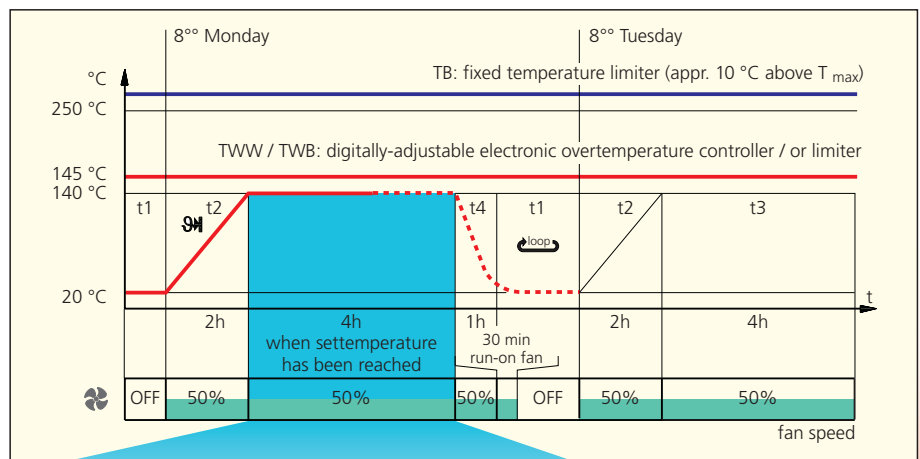 8°° Monday
8°° Tuesday
°C
TB: fixed temperature limiter (appr. 10 °C above T max)
250 °C
TWW / TWB: digitally-adjustable electronic overtemperature controller / or limiter
145 °C
140 °C
t1
t2
t4
t1
t2
t3
loop
20 °C
t
2h
4h
1h
2h
4h
when settemperature
has been reached
30 min
run-on fan
OFF
50%
50%
50%
OFF
50%
50%
fan speed